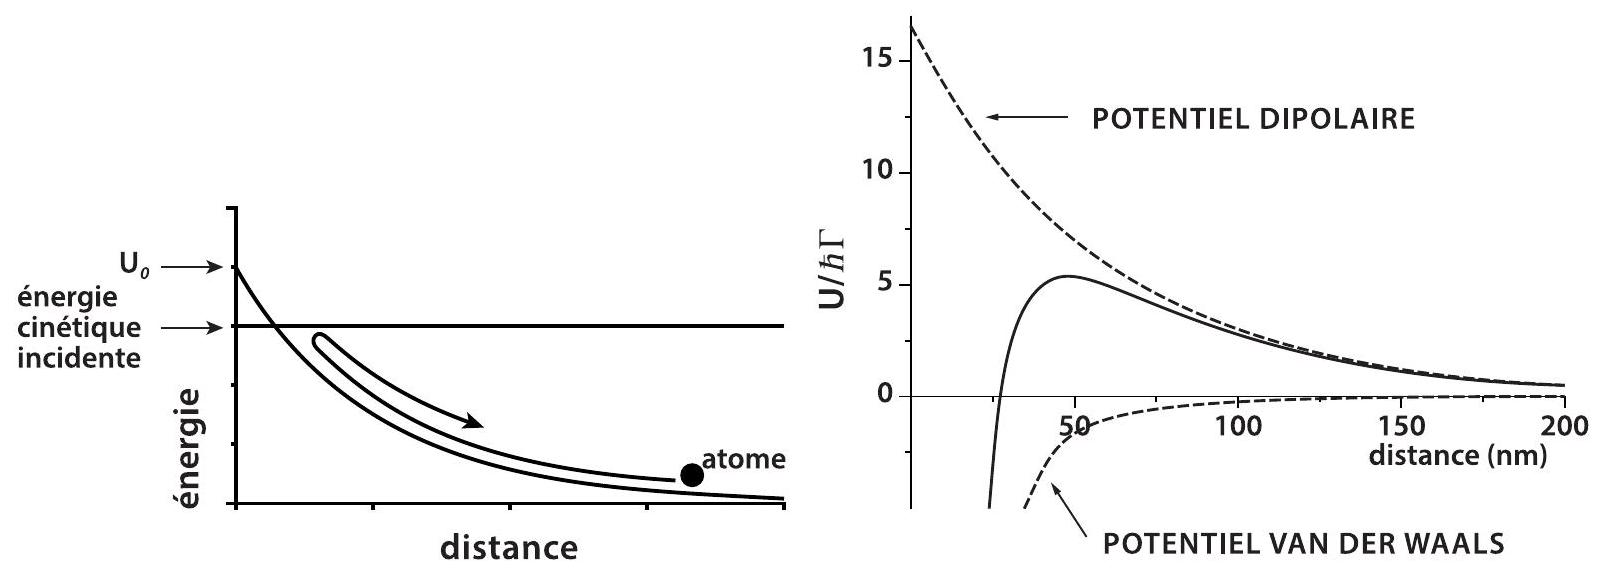 U₀
énergie
cinétique
incidente
énergie
atome
distance
15
10
5
0
U/ℏΓ
POTENTIEL DIPOLAIRE
50
100
150
200
distance (nm)
POTENTIEL VAN DER WAALS